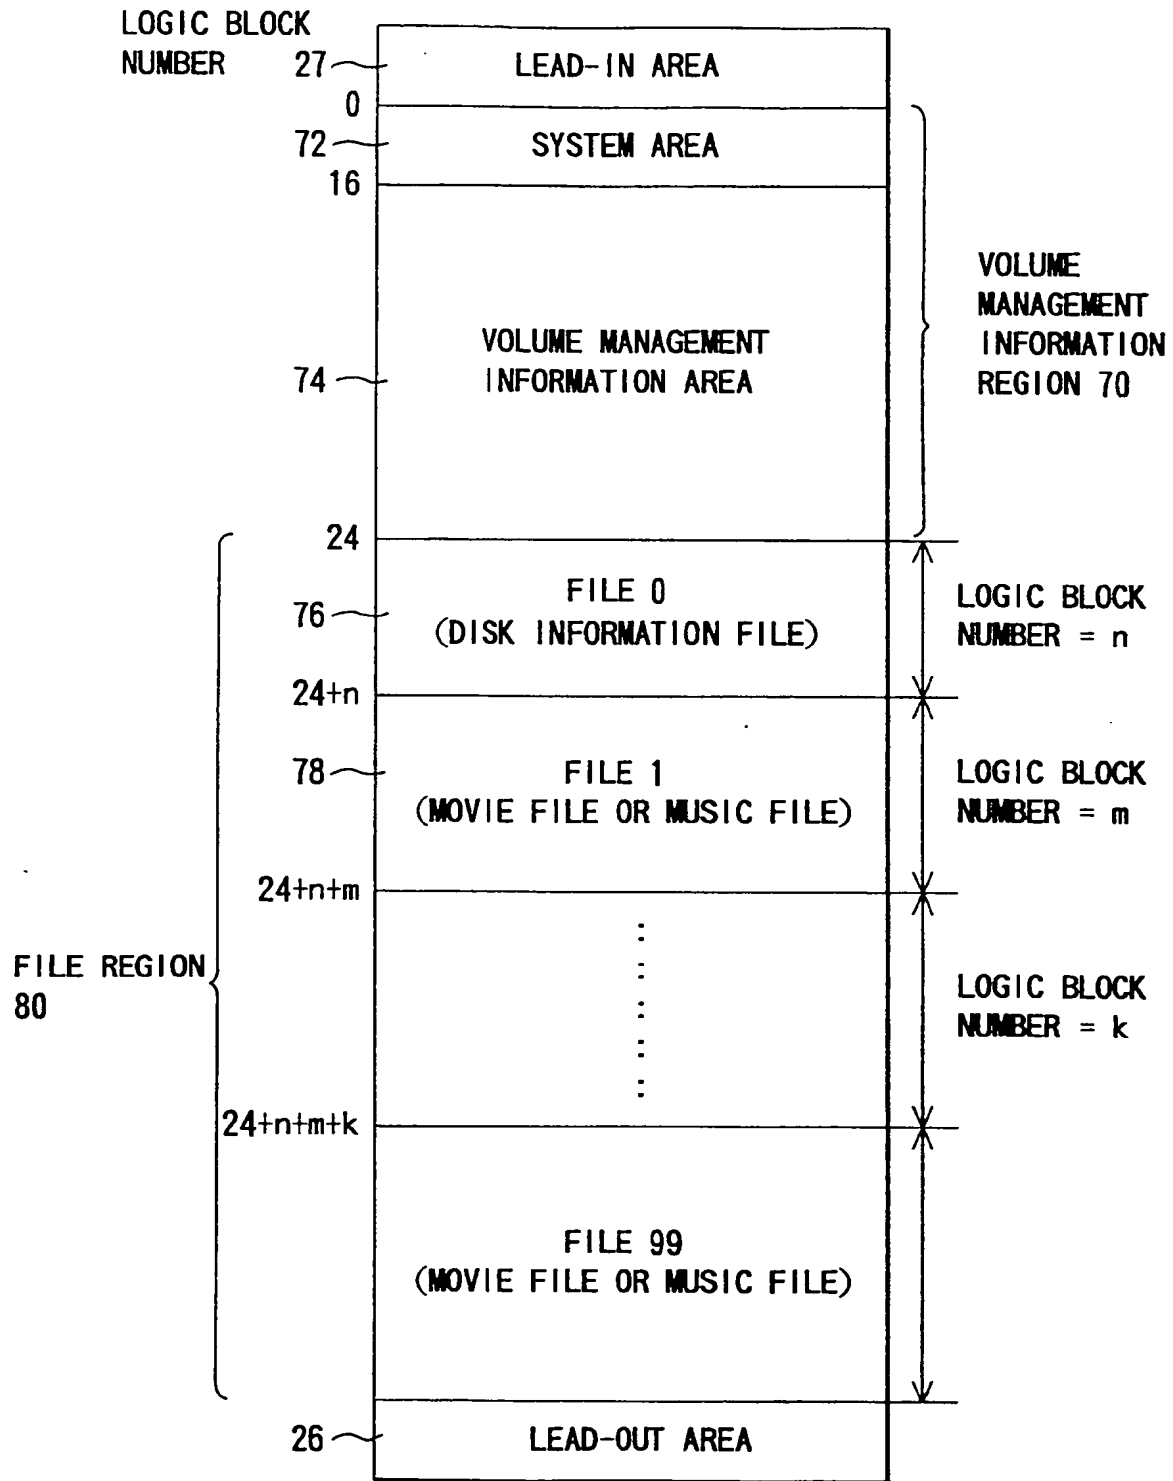 LOGIC BLOCK
NUMBER
27
LEAD-IN AREA
0
72
SYSTEM AREA
16
VOLUME
MANAGEMENT
INFORMATION
REGION 70
VOLUME MANAGEMENT
INFORMATION AREA
74
24
76
FILE 0
(DISK INFORMATION FILE)
LOGIC BLOCK
NUMBER = n
24+n
78
FILE 1
(MOVIE FILE OR MUSIC FILE)
LOGIC BLOCK
NUMBER = m
24+n+m
FILE REGION
80
:
:
:
:
:
LOGIC BLOCK
NUMBER = k
24+n+m+k
FILE 99
(MOVIE FILE OR MUSIC FILE)
26
LEAD-OUT AREA